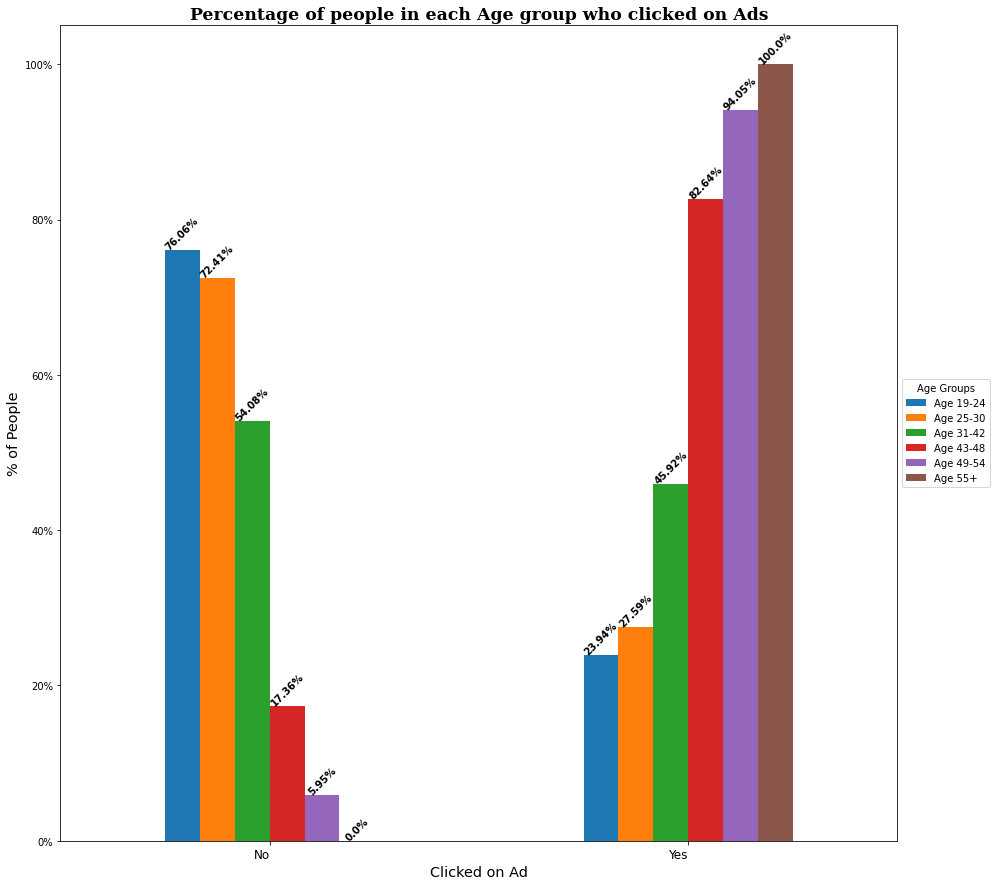 Percentage of people in each Age group who clicked on Ads
% of People
100%
80%
60%
40%
20%
0%
76.06%
72.41%
54.08%
17.36%
5.95%
0.0%
23.94%
27.59%
45.92%
82.64%
94.05%
100.0%
No
Yes
Clicked on Ad
Age Groups
Age 19-24
Age 25-30
Age 31-42
Age 43-48
Age 49-54
Age 55+